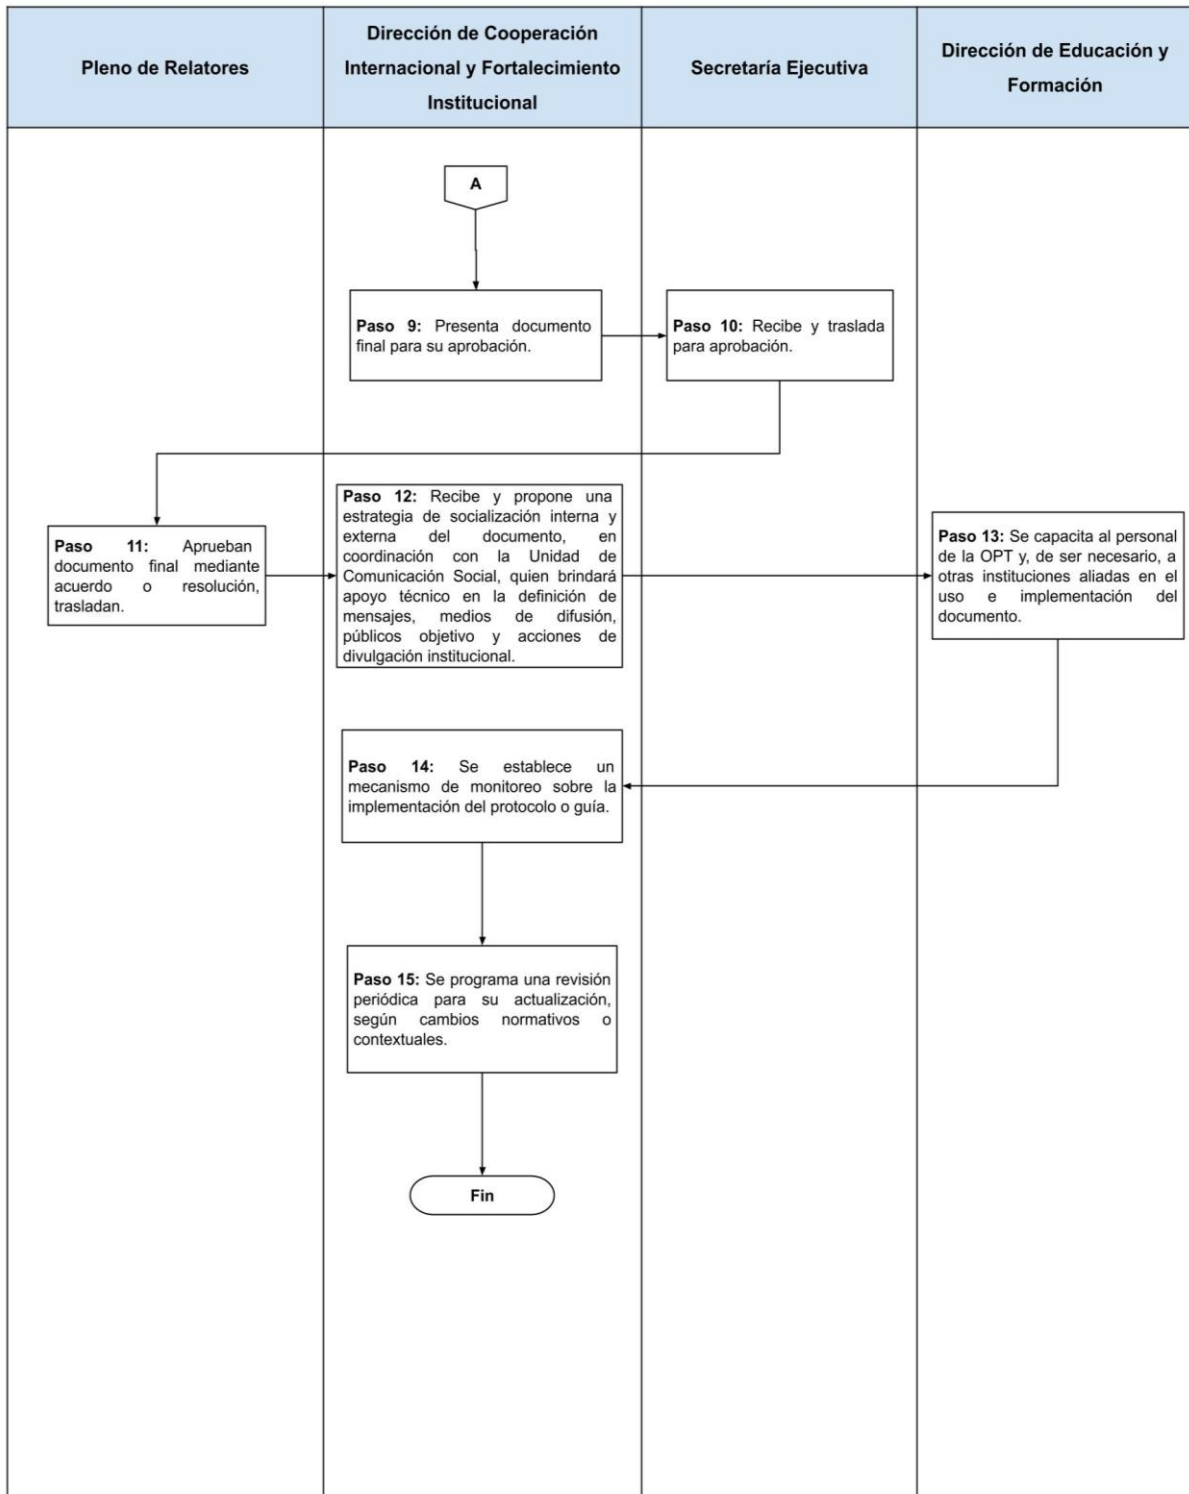 Pleno de Relatores
Dirección de Cooperación
Internacional y Fortalecimiento
Institucional
Secretaría Ejecutiva
Dirección de Educación y
Formación
A
Paso 9: Presenta documento
final para su aprobación.
Paso 10: Recibe y traslada
para aprobación.
Paso 11: Aprueban
documento final mediante
acuerdo o resolución,
trasladan.
Paso 12: Recibe y propone una
estrategia de socialización interna y
externa del documento, en
coordinación con la Unidad de
Comunicación Social, quien brindará
apoyo técnico en la definición de
mensajes, medios de difusión,
públicos objetivo y acciones de
divulgación institucional.
Paso 13: Se capacita al personal
de la OPT y, de ser necesario, a
otras instituciones aliadas en el
uso e implementación del
documento.
Paso 14: Se establece un
mecanismo de monitoreo sobre la
implementación del protocolo o guía.
Paso 15: Se programa una revisión
periódica para su actualización,
según cambios normativos o
contextuales.
Fin